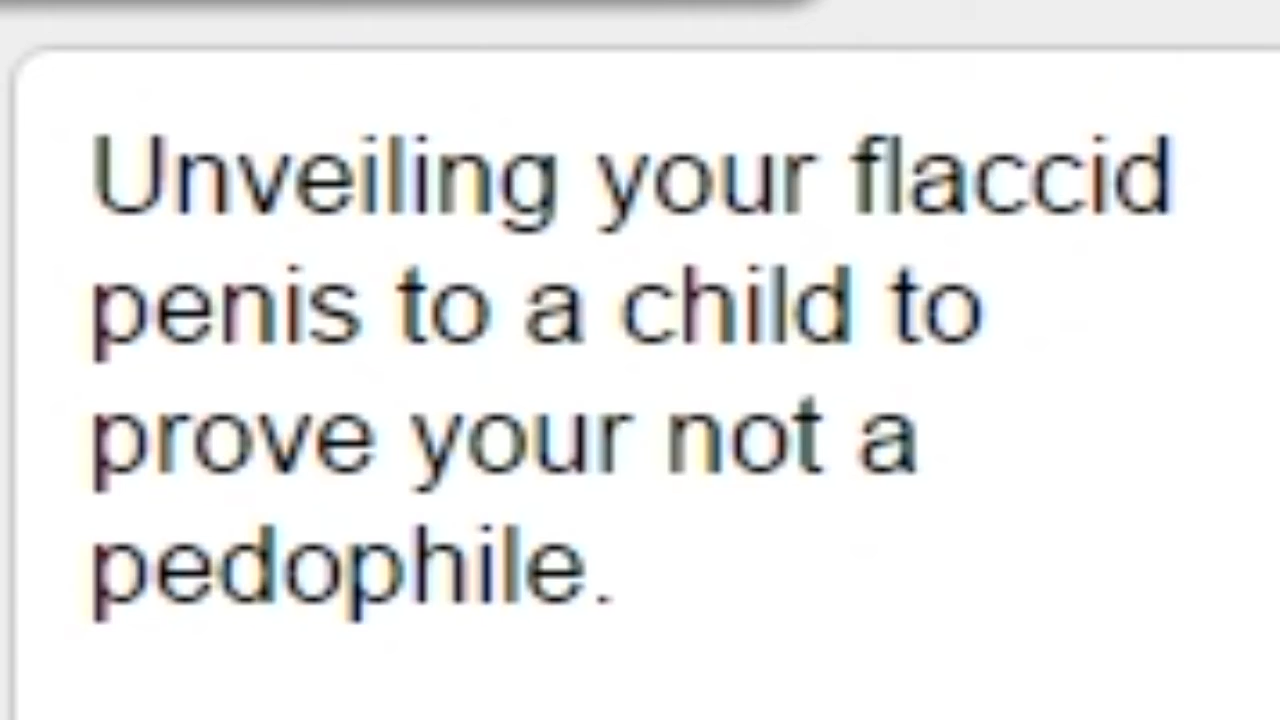 Unveiling your flaccid
penis to a child to
prove your not a
pedophile.